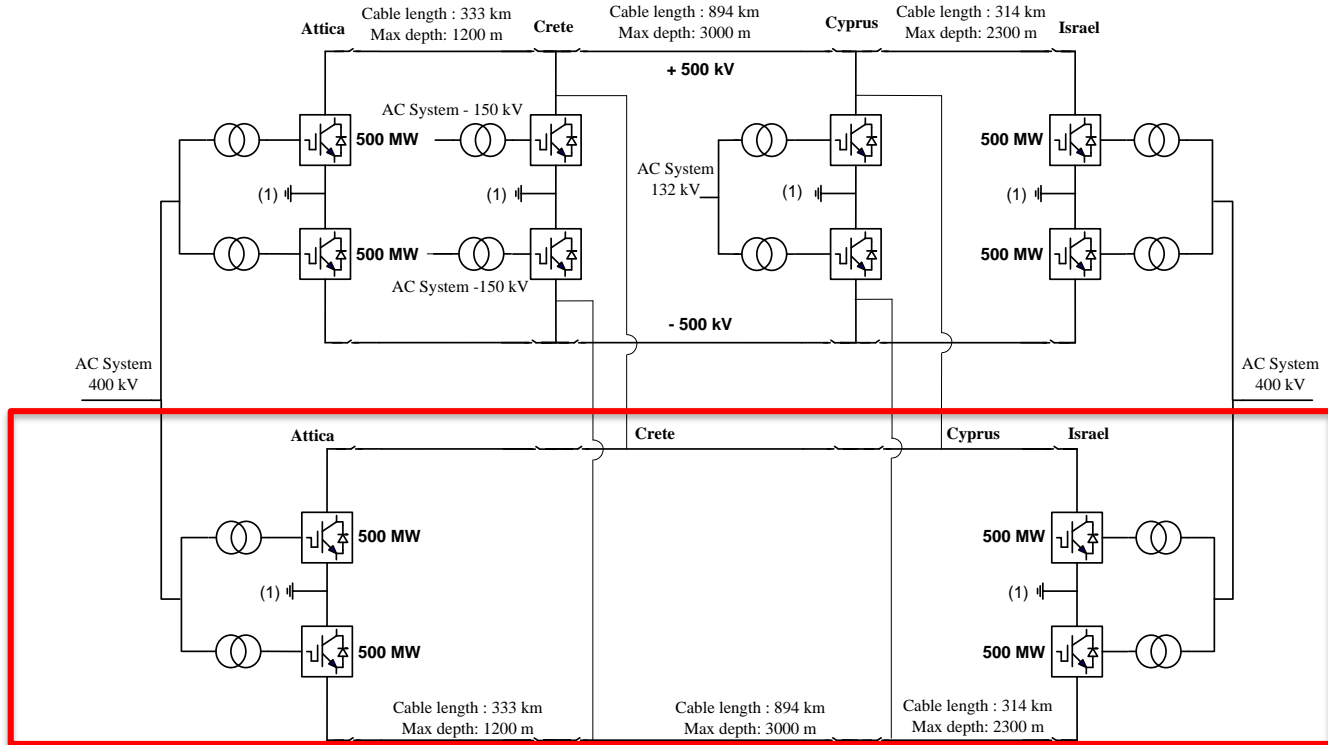 Cable length : 333 km
Max depth: 1200 m
Cable length : 894 km
Max depth: 3000 m
Cable length : 314 km
Max depth: 2300 m
Attica
Crete
Cyprus
Israel
+ 500 kV
AC System - 150 kV
500 MW
500 MW
AC System
132 kV
(1)
(1)
(1)
(1)
500 MW
500 MW
AC System -150 kV
- 500 kV
AC System
400 kV
AC System
400 kV
Attica
Crete
Cyprus
Israel
500 MW
500 MW
(1)
(1)
500 MW
500 MW
Cable length : 333 km
Max depth: 1200 m
Cable length : 894 km
Max depth: 3000 m
Cable length : 314 km
Max depth: 2300 m